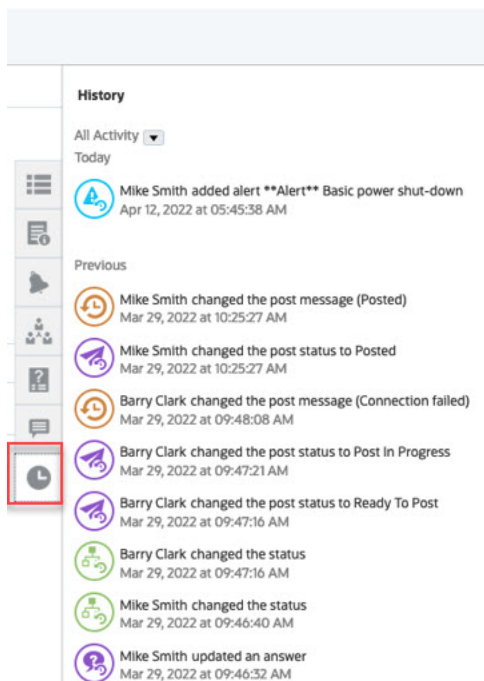 History
All Activity
Today
Mike Smith added alert **Alert** Basic power shut-down
Apr 12, 2022 at 05:45:38 AM
Previous
Mike Smith changed the post message (Posted)
Mar 29, 2022 at 10:25:27 AM
Mike Smith changed the post status to Posted
Mar 29, 2022 at 10:25:27 AM
Barry Clark changed the post message (Connection failed)
Mar 29, 2022 at 09:48:08 AM
Barry Clark changed the post status to Post In Progress
Mar 29, 2022 at 09:47:21 AM
Barry Clark changed the post status to Ready To Post
Mar 29, 2022 at 09:47:16 AM
Barry Clark changed the status
Mar 29, 2022 at 09:47:16 AM
Mike Smith changed the status
Mar 29, 2022 at 09:46:40 AM
Mike Smith updated an answer
Mar 29, 2022 at 09:46:32 AM